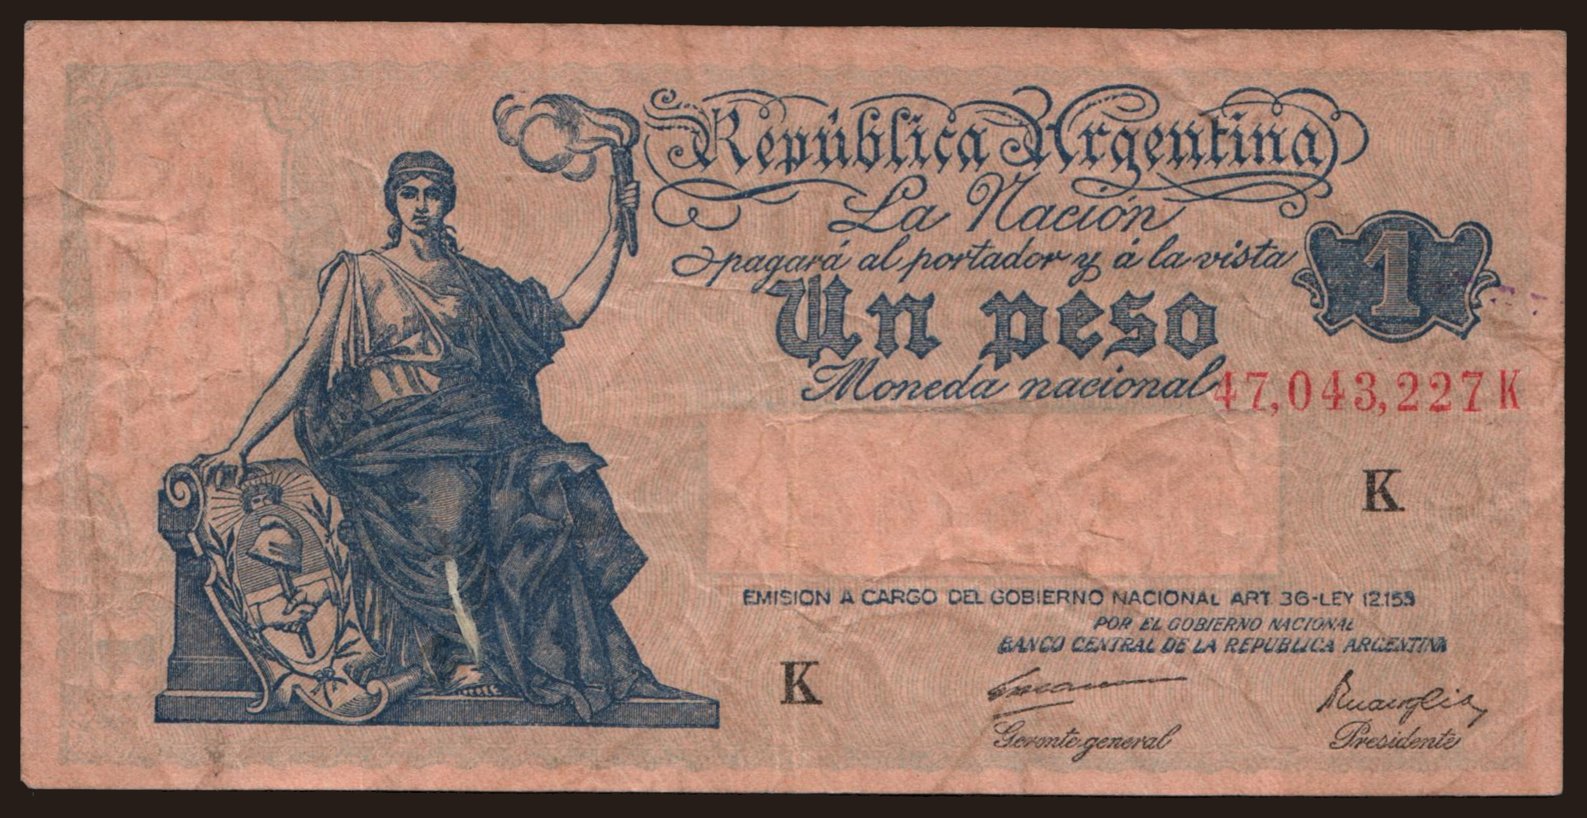 República Argentina
La Nación
pagará al portador y á la vista
1
Un peso
Moneda nacional
47,043,227 K
K
EMISION A CARGO DEL GOBIERNO NACIONAL ART. 36-LEY 12.155
POR EL GOBIERNO NACIONAL
BANCO CENTRAL DE LA REPUBLICA ARGENTINA
K
Gerente general
Presidente